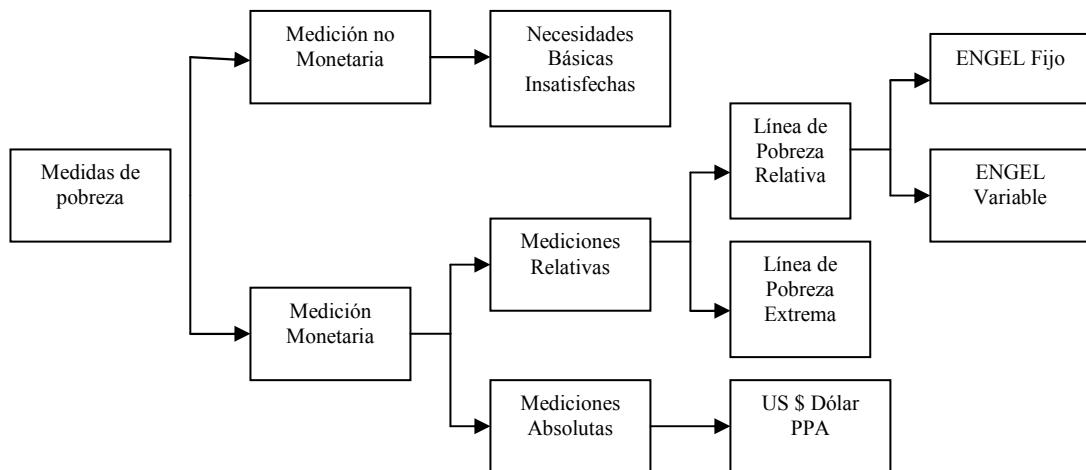 Medidas de
pobreza
Medición no
Monetaria
Necesidades
Básicas
Insatisfechas
Medición
Monetaria
Mediciones
Relativas
Línea de
Pobreza
Relativa
ENGEL Fijo
ENGEL
Variable
Línea de
Pobreza
Extrema
Mediciones
Absolutas
US $ Dólar
PPA